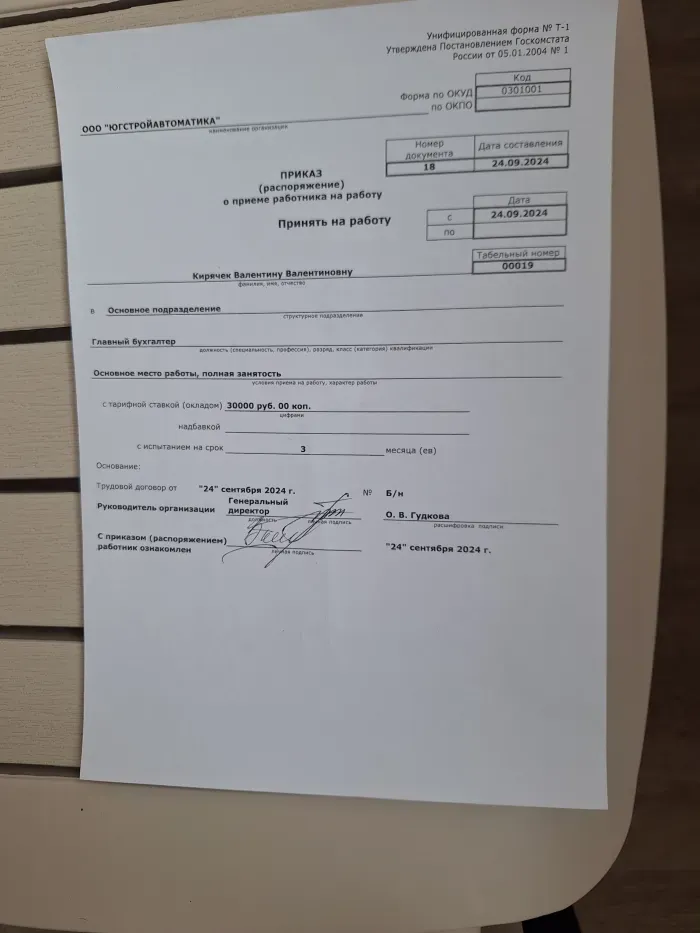 Унифицированная форма № Т-1
Утверждена Постановлением Госкомстата
России от 05.01.2004 № 1
Код
Форма по ОКУД 0301001
по ОКПО
ООО "ЮГСТРОЙАВТОМАТИКА"
наименование организации
Номер документа Дата составления
18 24.09.2024
ПРИКАЗ
(распоряжение)
о приеме работника на работу
Дата
Принять на работу с 24.09.2024
по
Табельный номер
Кирячек Валентину Валентиновну 00019
фамилия, имя, отчество
в Основное подразделение
структурное подразделение
Главный бухгалтер
должность (специальность, профессия), разряд, класс (категория) квалификации
Основное место работы, полная занятость
условия приема на работу, характер работы
с тарифной ставкой (окладом) 30000 руб. 00 коп.
цифрами
надбавкой
с испытанием на срок 3 месяца (ев)
Основание:
Трудовой договор от "24" сентября 2024 г. № Б/н
Руководитель организации Генеральный директор О. В. Гудкова
должность личная подпись расшифровка подписи
С приказом (распоряжением)
работник ознакомлен "24" сентября 2024 г.
личная подпись